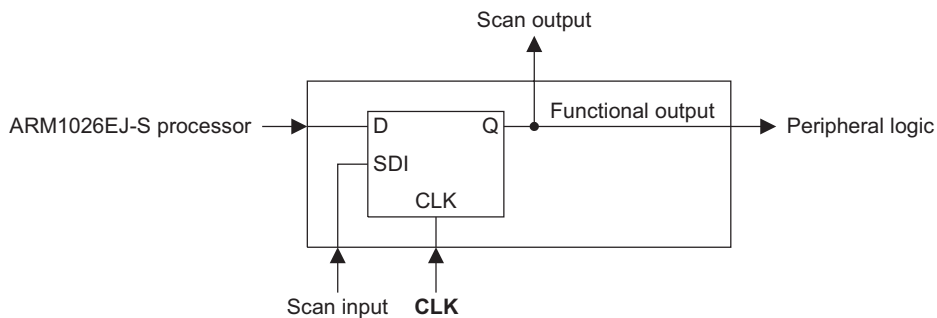 Scan output
Functional output
ARM1026EJ-S processor
D
Q
Peripheral logic
SDI
CLK
Scan input
CLK